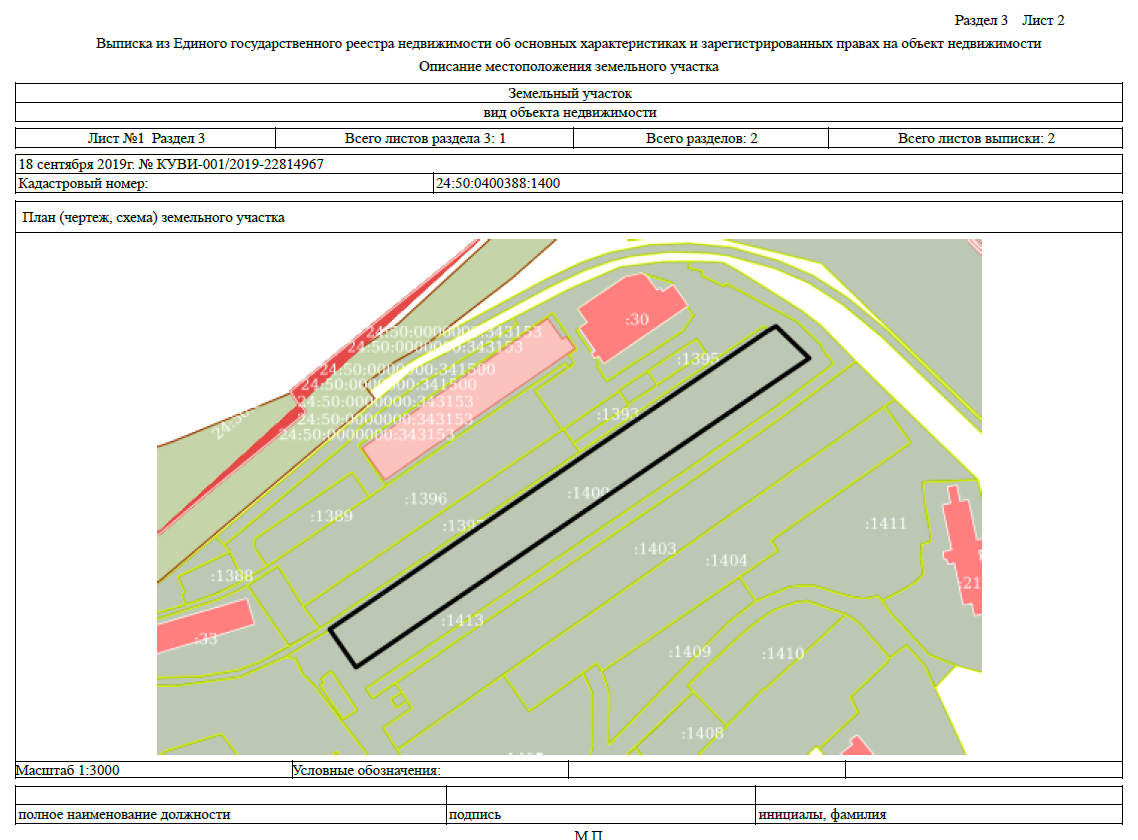 Раздел 3 Лист 2
Выписка из Единого государственного реестра недвижимости об основных характеристиках и зарегистрированных правах на объект недвижимости
Описание местоположения земельного участка
Земельный участок
вид объекта недвижимости
Лист №1 Раздел 3 Всего листов раздела 3: 1 Всего разделов: 2 Всего листов выписки: 2
18 сентября 2019г. № КУВИ-001/2019-22814967
Кадастровый номер: 24:50:0400388:1400
План (чертеж, схема) земельного участка
:30
24:50:0000000:343153
24:50:0000000:343153
:1395
24:50:0000000:341500
24:50:0000000:341500
24:50:0000000:343153
24:50:0000000:343153
24:50:0000000:343153
24:50:
:1393
:1400
:1396
:1389
:1411
:1403
:1404
:1388
:21
:1413
:33
:1409
:1410
:1408
Масштаб 1:3000 Условные обозначения:
полное наименование должности подпись инициалы, фамилия
М.П.